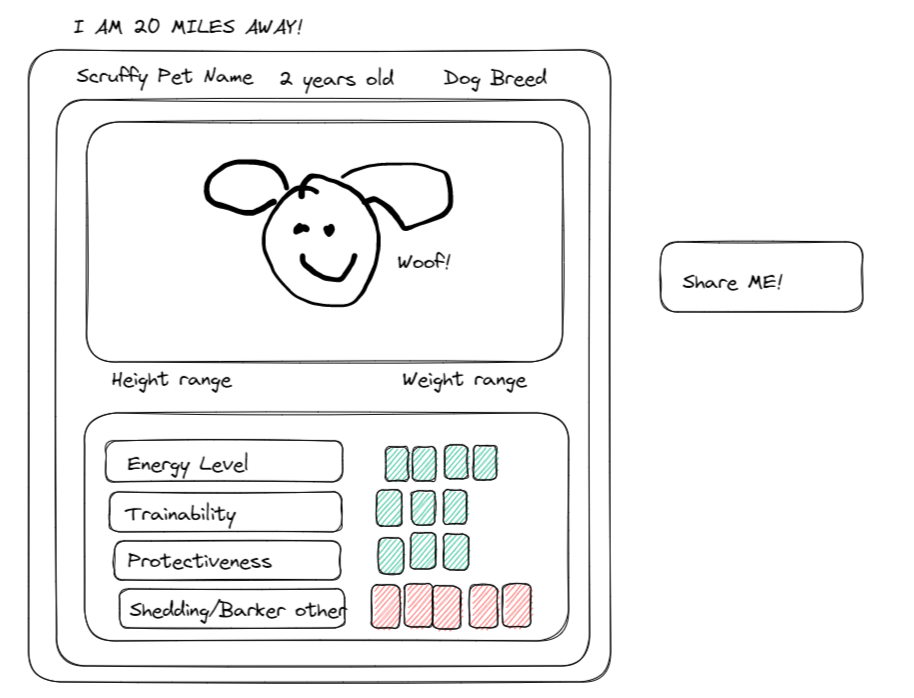 I AM 20 MILES AWAY!
Scruffy Pet Name 2 years old Dog Breed
Woof!
Share ME!
Height range Weight range
Energy Level
Trainability
Protectiveness
Shedding/Barker other